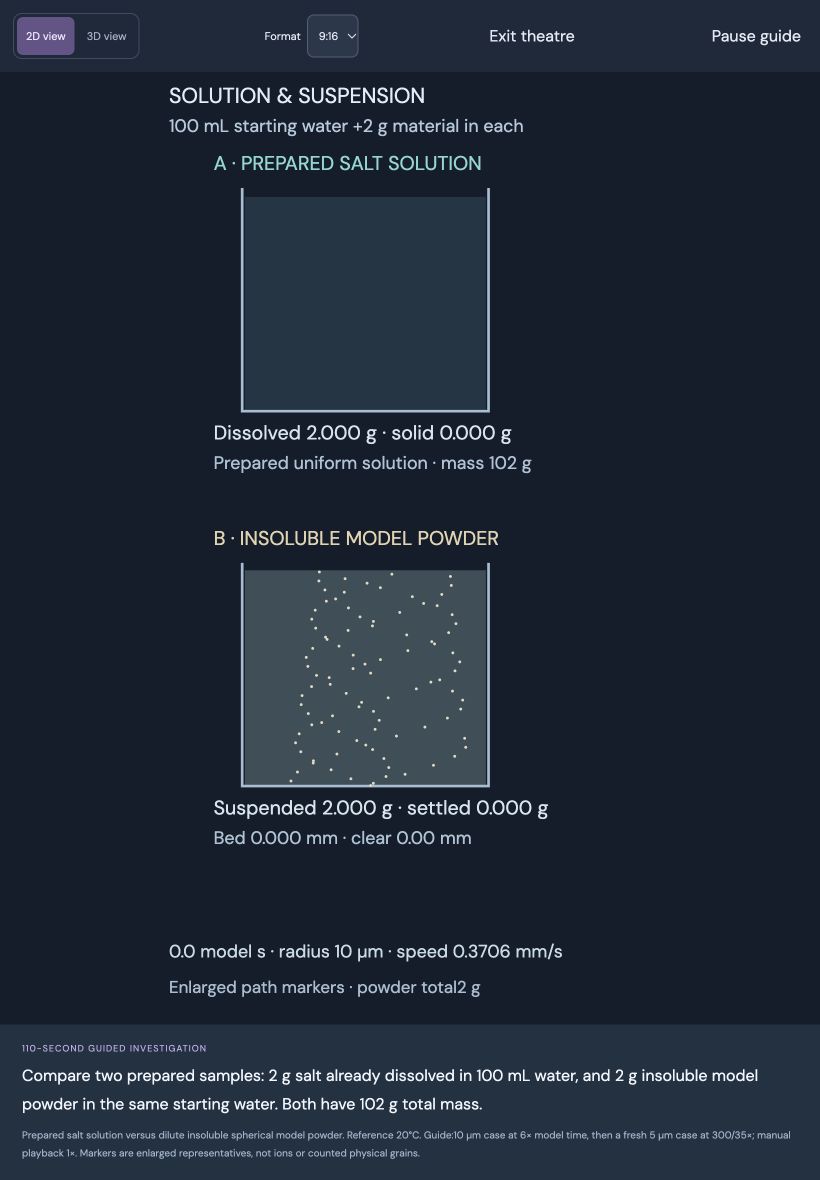 2D view 3D view Format 9:16 Exit theatre Pause guide
SOLUTION & SUSPENSION
100 mL starting water +2 g material in each
A · PREPARED SALT SOLUTION
Dissolved 2.000 g · solid 0.000 g
Prepared uniform solution · mass 102 g
B · INSOLUBLE MODEL POWDER
Suspended 2.000 g · settled 0.000 g
Bed 0.000 mm · clear 0.00 mm
0.0 model s · radius 10 µm · speed 0.3706 mm/s
Enlarged path markers · powder total2 g
110-SECOND GUIDED INVESTIGATION
Compare two prepared samples: 2 g salt already dissolved in 100 mL water, and 2 g insoluble model
powder in the same starting water. Both have 102 g total mass.
Prepared salt solution versus dilute insoluble spherical model powder. Reference 20°C. Guide:10 µm case at 6× model time, then a fresh 5 µm case at 300/35×; manual
playback 1×. Markers are enlarged representatives, not ions or counted physical grains.